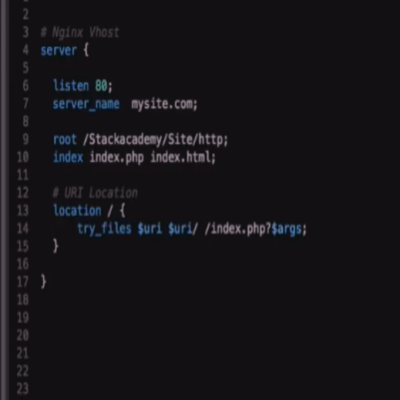 2
3 # Nginx Vhost
4 server {
5
6 listen 80;
7 server_name mysite.com;
8
9 root /Stackacademy/Site/http;
10 index index.php index.html;
11
12 # URI Location
13 location / {
14 try_files $uri $uri/ /index.php?$args;
15 }
16
17 }
18
19
20
21
22
23